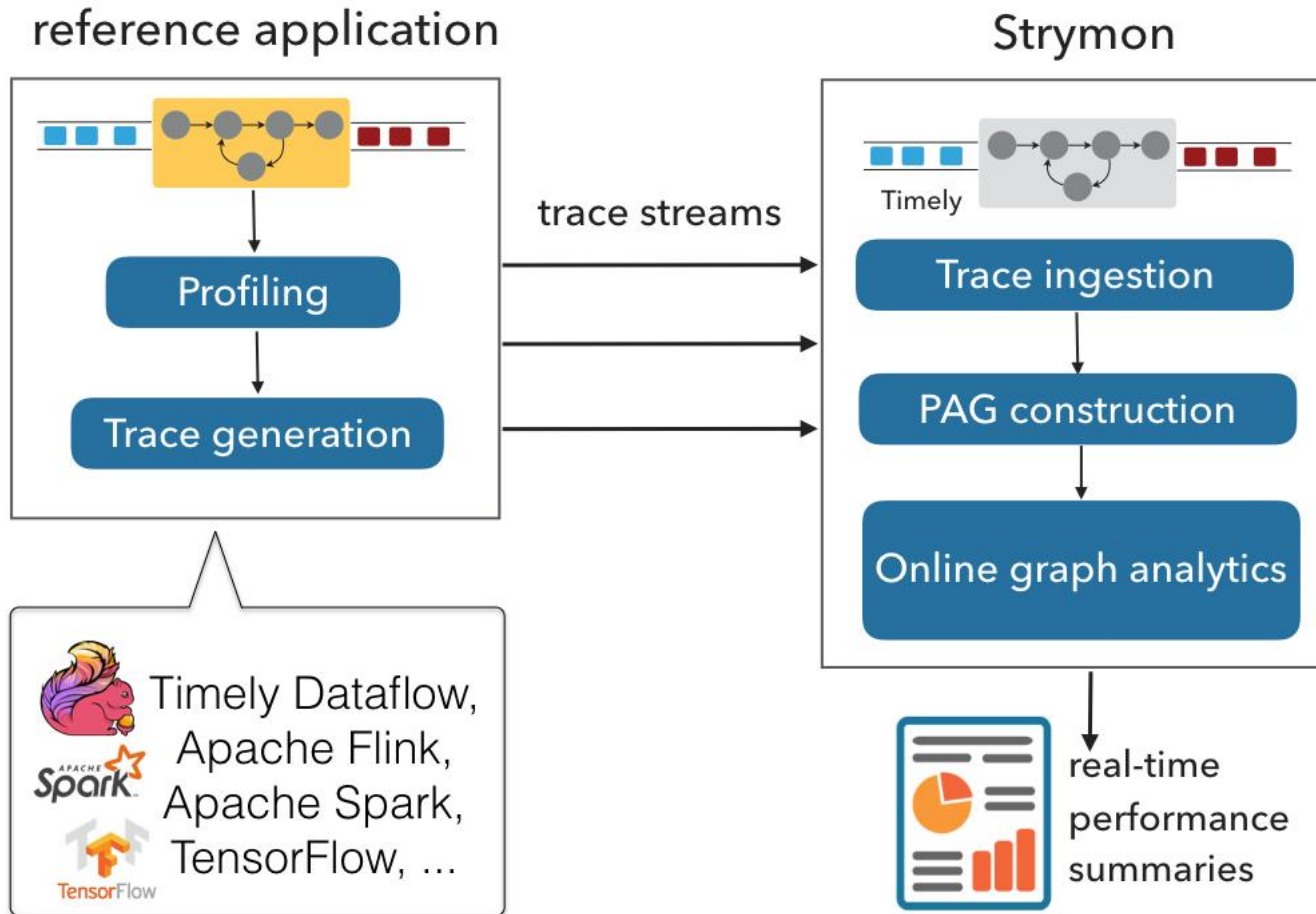 reference application
Strymon
Timely
trace streams
Profiling
Trace generation
Trace ingestion
PAG construction
Online graph analytics
Timely Dataflow,
Apache Flink,
APACHE
Spark
Apache Spark,
TensorFlow, ...
TensorFlow
real-time
performance
summaries